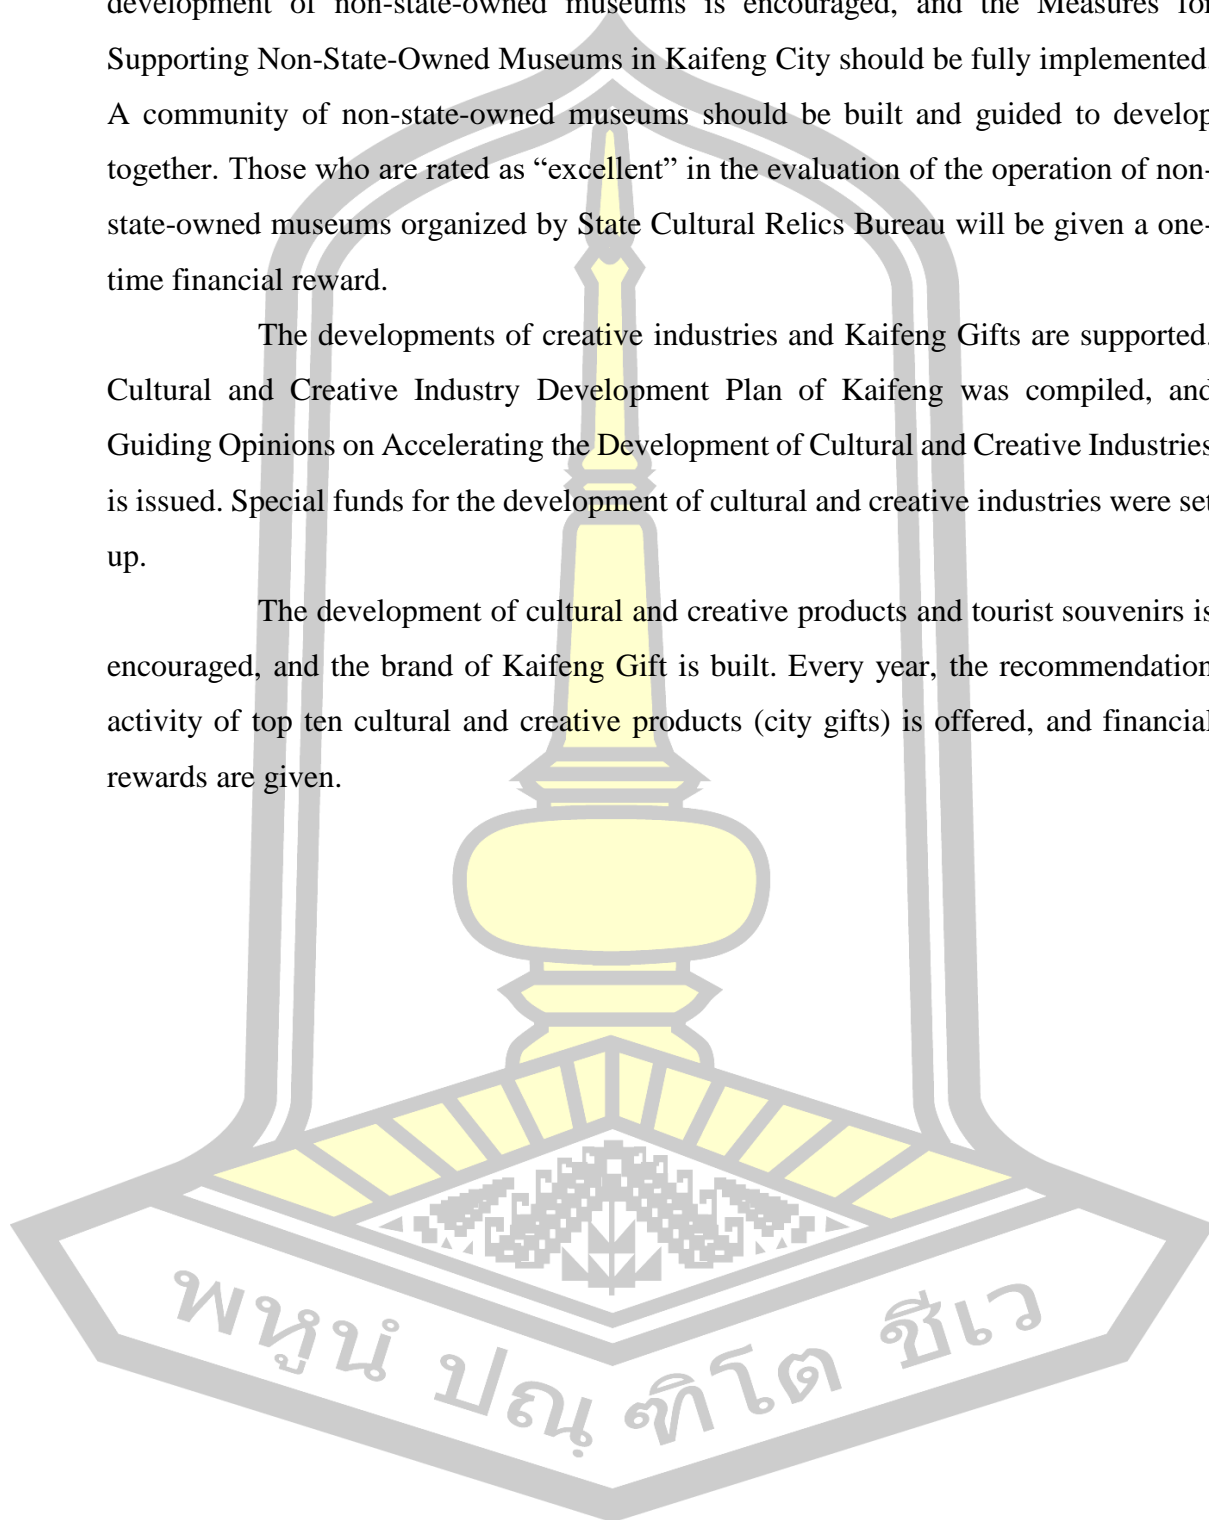 development of non-state-owned museums is encouraged, and the Measures for
Supporting Non-State-Owned Museums in Kaifeng City should be fully implemented.
A community of non-state-owned museums should be built and guided to develop
together. Those who are rated as “excellent” in the evaluation of the operation of non-
state-owned museums organized by State Cultural Relics Bureau will be given a one-
time financial reward.
The developments of creative industries and Kaifeng Gifts are supported.
Cultural and Creative Industry Development Plan of Kaifeng was compiled, and
Guiding Opinions on Accelerating the Development of Cultural and Creative Industries
is issued. Special funds for the development of cultural and creative industries were set
up.
The development of cultural and creative products and tourist souvenirs is
encouraged, and the brand of Kaifeng Gift is built. Every year, the recommendation
activity of top ten cultural and creative products (city gifts) is offered, and financial
rewards are given.
พหูนํ ปณฺฑิโต ชีเว